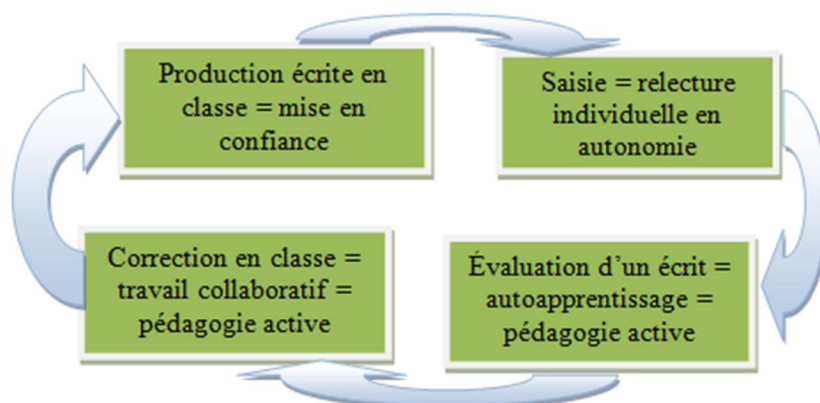 Production écrite en
classe = mise en
confiance
Saisie = relecture
individuelle en
autonomie
Évaluation d’un écrit =
autoapprentissage =
pédagogie active
Correction en classe =
travail collaboratif =
pédagogie active